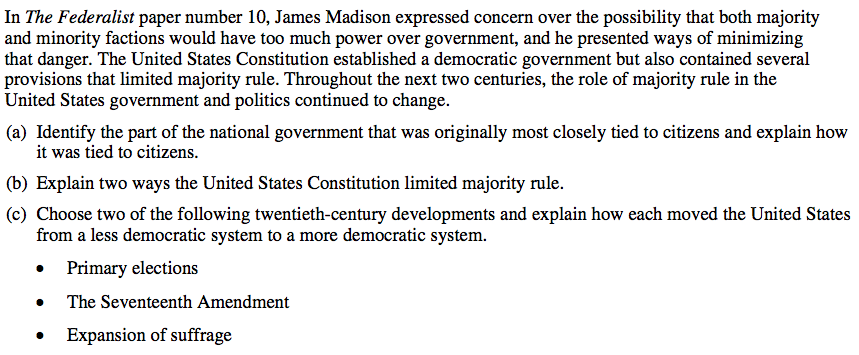 In The Federalist paper number 10, James Madison expressed concern over the possibility that both majority
and minority factions would have too much power over government, and he presented ways of minimizing
that danger. The United States Constitution established a democratic government but also contained several
provisions that limited majority rule. Throughout the next two centuries, the role of majority rule in the
United States government and politics continued to change.
(a) Identify the part of the national government that was originally most closely tied to citizens and explain how
it was tied to citizens.
(b) Explain two ways the United States Constitution limited majority rule.
(c) Choose two of the following twentieth-century developments and explain how each moved the United States
from a less democratic system to a more democratic system.
• Primary elections
• The Seventeenth Amendment
• Expansion of suffrage